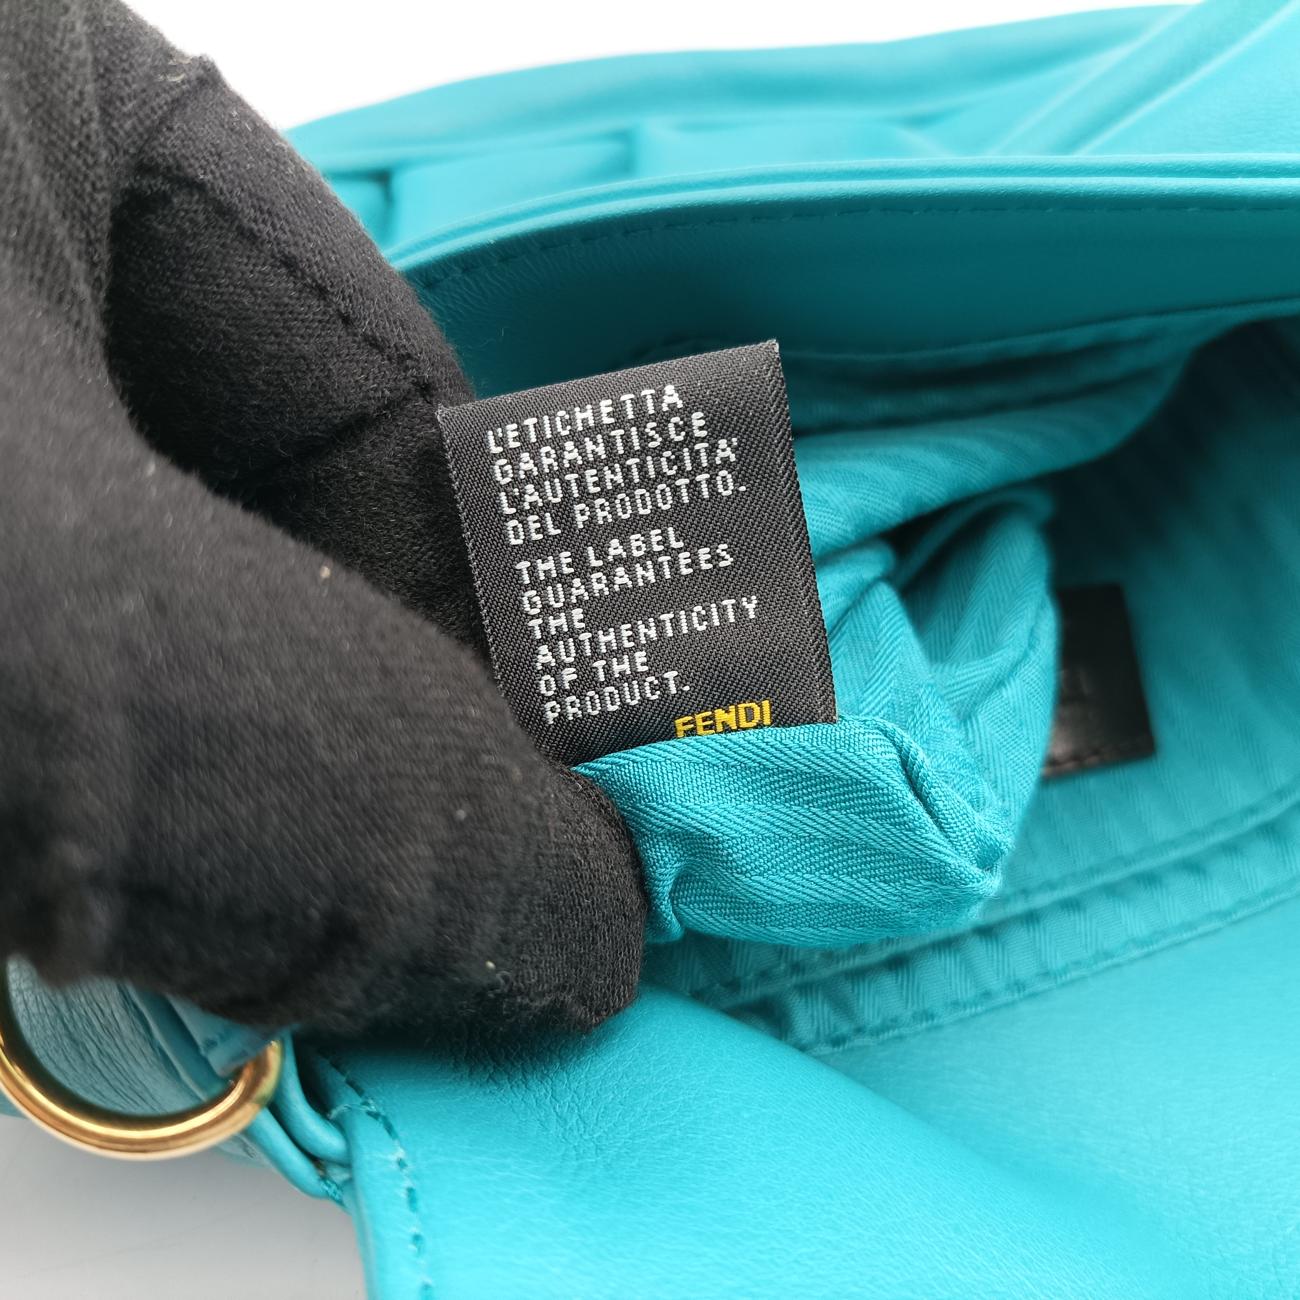 L'ETICHETTA
GARANTISCE
L'AUTENTICITA'
DEL PRODOTTO.
THE LABEL
GUARANTEES
THE
AUTHENTICITY
OF THE
PRODUCT.
FENDI